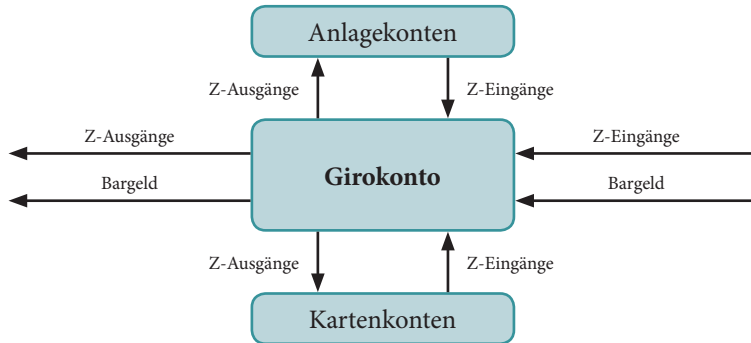 Anlagekonten
Z-Ausgänge
Z-Eingänge
Z-Ausgänge
Z-Eingänge
Girokonto
Bargeld
Bargeld
Z-Ausgänge
Z-Eingänge
Kartenkonten